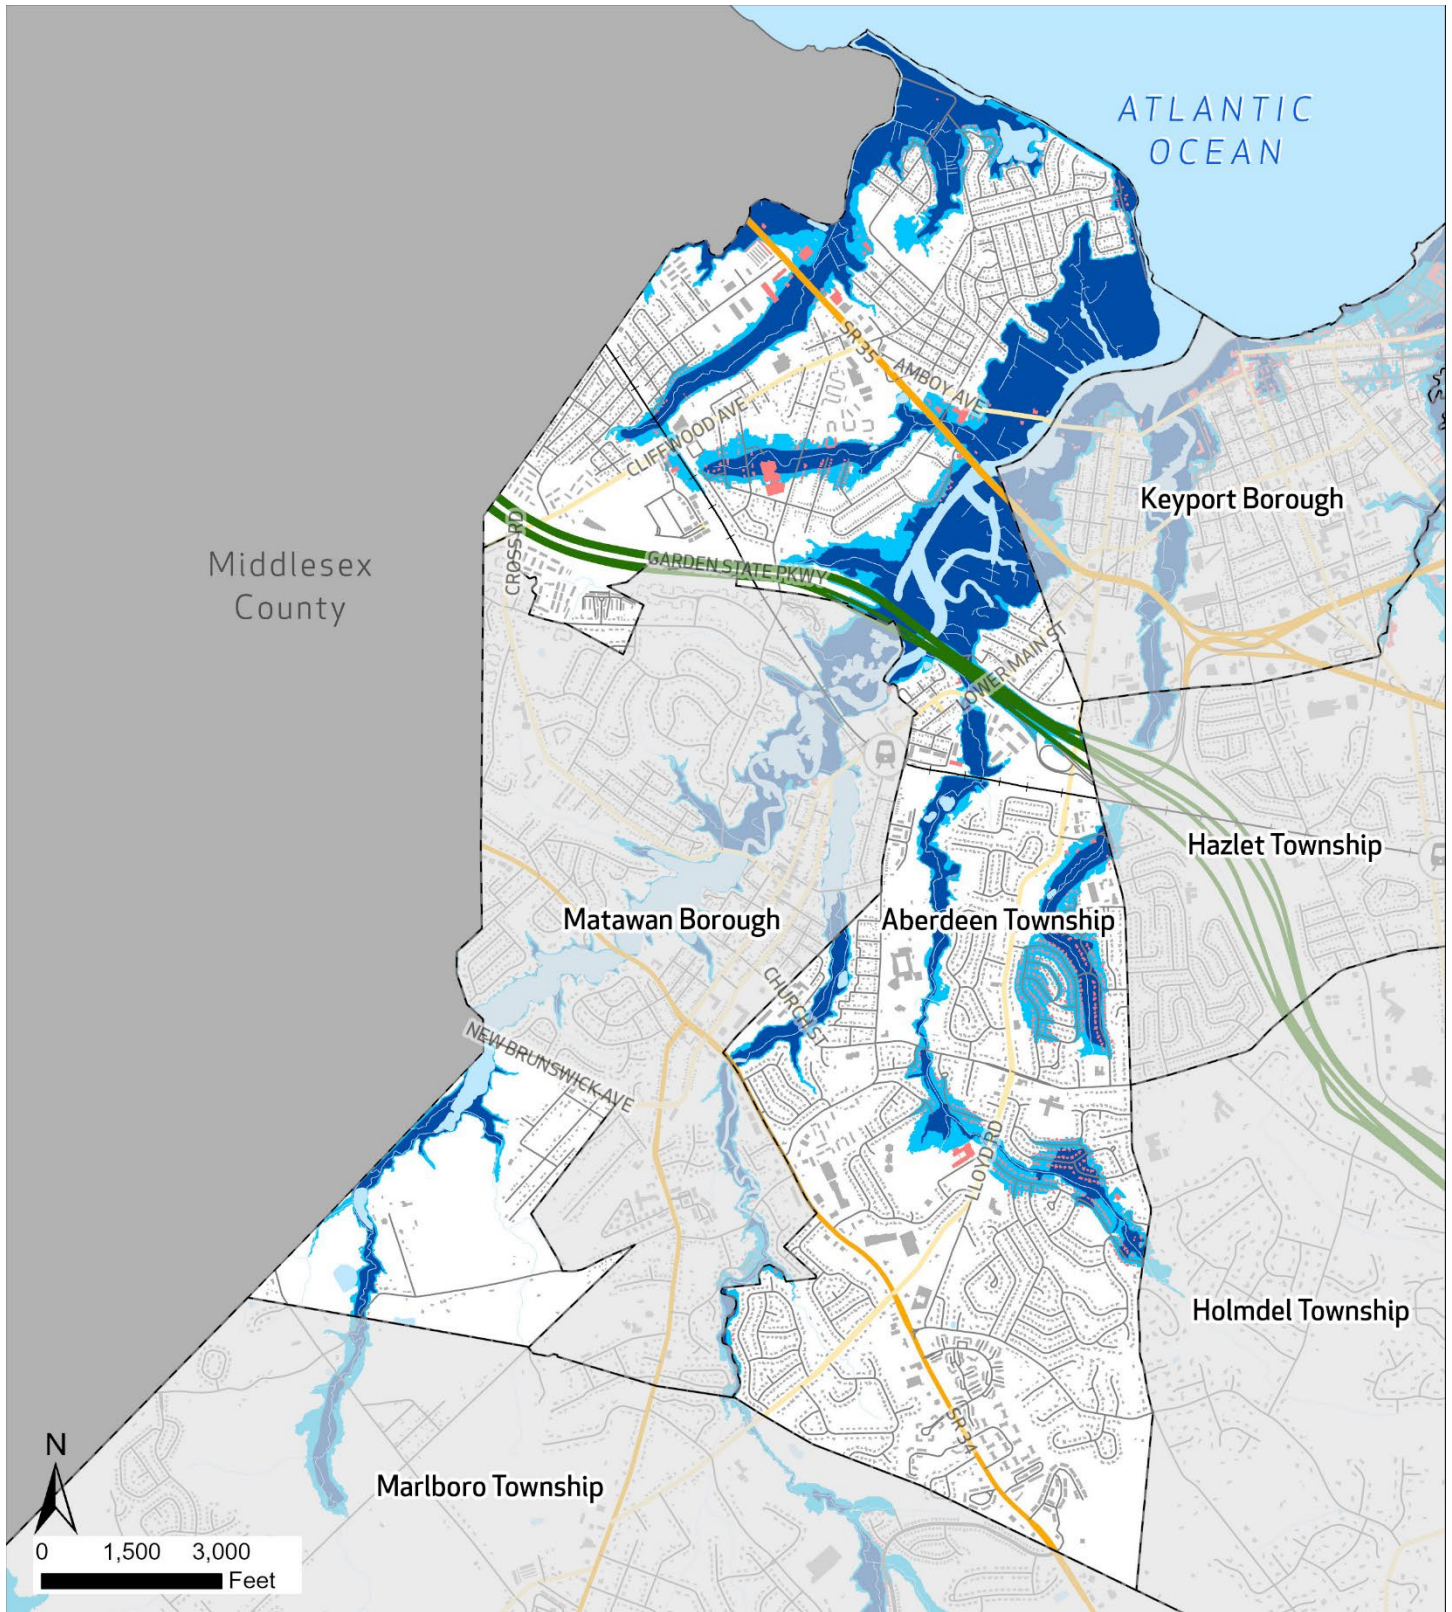 ATLANTIC
OCEAN
SR 35
AMBOY AVE
CLIFFWOOD AVE
Keyport Borough
CROSS RD
GARDEN STATE PKWY
Middlesex
County
LOWER MAIN ST
Hazlet Township
Matawan Borough
Aberdeen Township
CHURCH ST
NEW BRUNSWICK AVE
LLOYD RD
Holmdel Township
SR 34
N
Marlboro Township
0 1,500 3,000
Feet